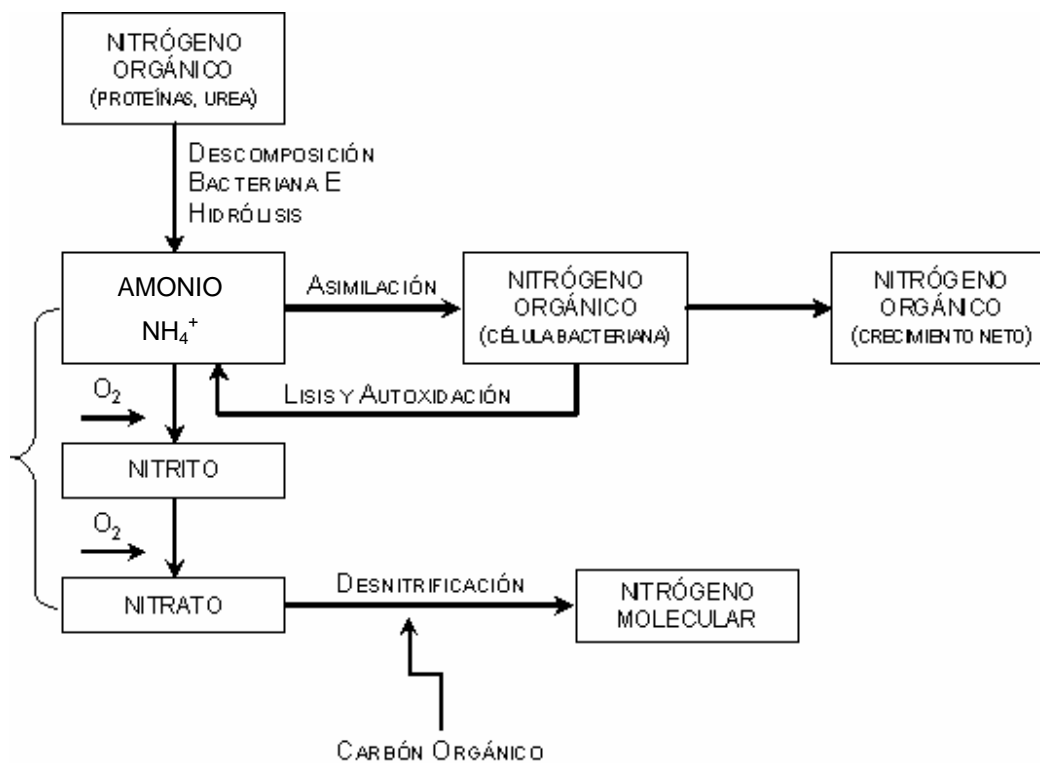 NITRÓGENO
ORGÁNICO
(PROTEÍNAS, UREA)
DESCOMPOSICIÓN
BACTERIANA E
HIDRÓLISIS
AMONIO
NH₄⁺
ASIMILACIÓN
NITRÓGENO
ORGÁNICO
(CÉLULA BACTERIANA)
NITRÓGENO
ORGÁNICO
(CRECIMIENTO NETO)
LISIS Y AUTOXIDACIÓN
O₂
NITRITO
O₂
NITRATO
DESNITRIFICACIÓN
NITRÓGENO
MOLECULAR
CARBÓN ORGÁNICO